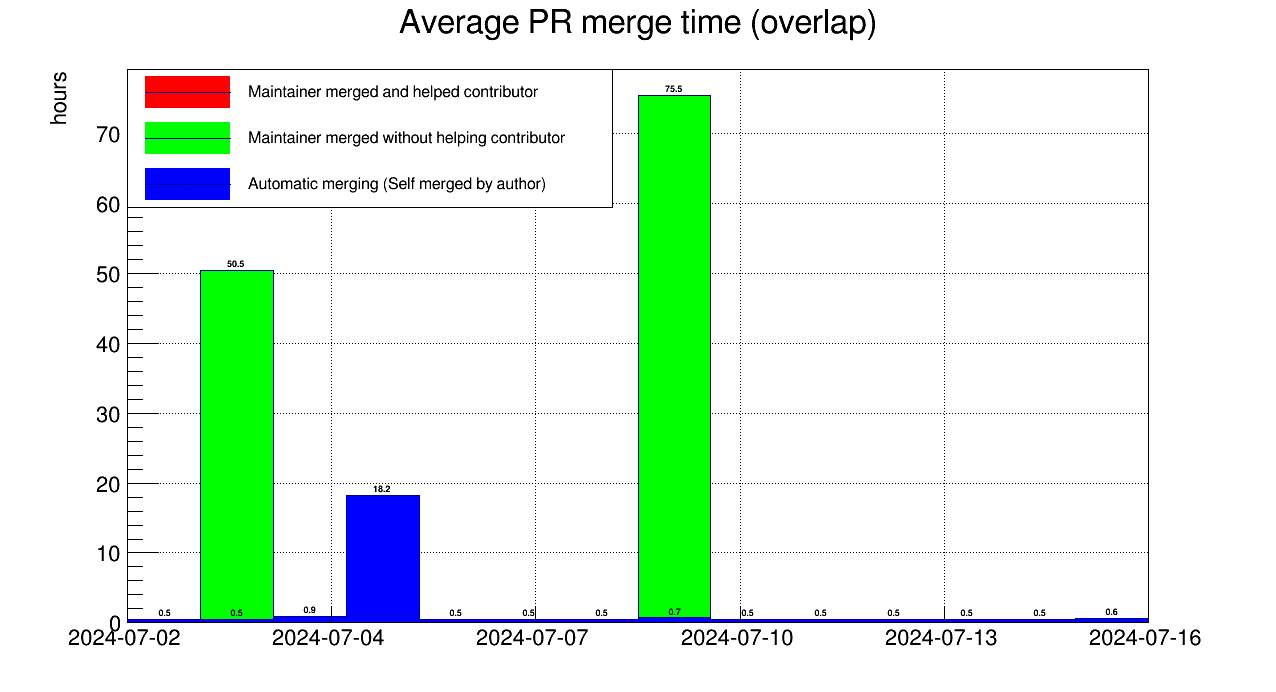 Average PR merge time (overlap)
hours
Maintainer merged and helped contributor
Maintainer merged without helping contributor
Automatic merging (Self merged by author)
75.5
70
60
50.5
50
40
30
18.2
20
10
0.5 0.5 0.9 0.5 0.5 0.5 0.7 0.5 0.5 0.5 0.5 0.5 0.6
0
2024-07-02 2024-07-04 2024-07-07 2024-07-10 2024-07-13 2024-07-16